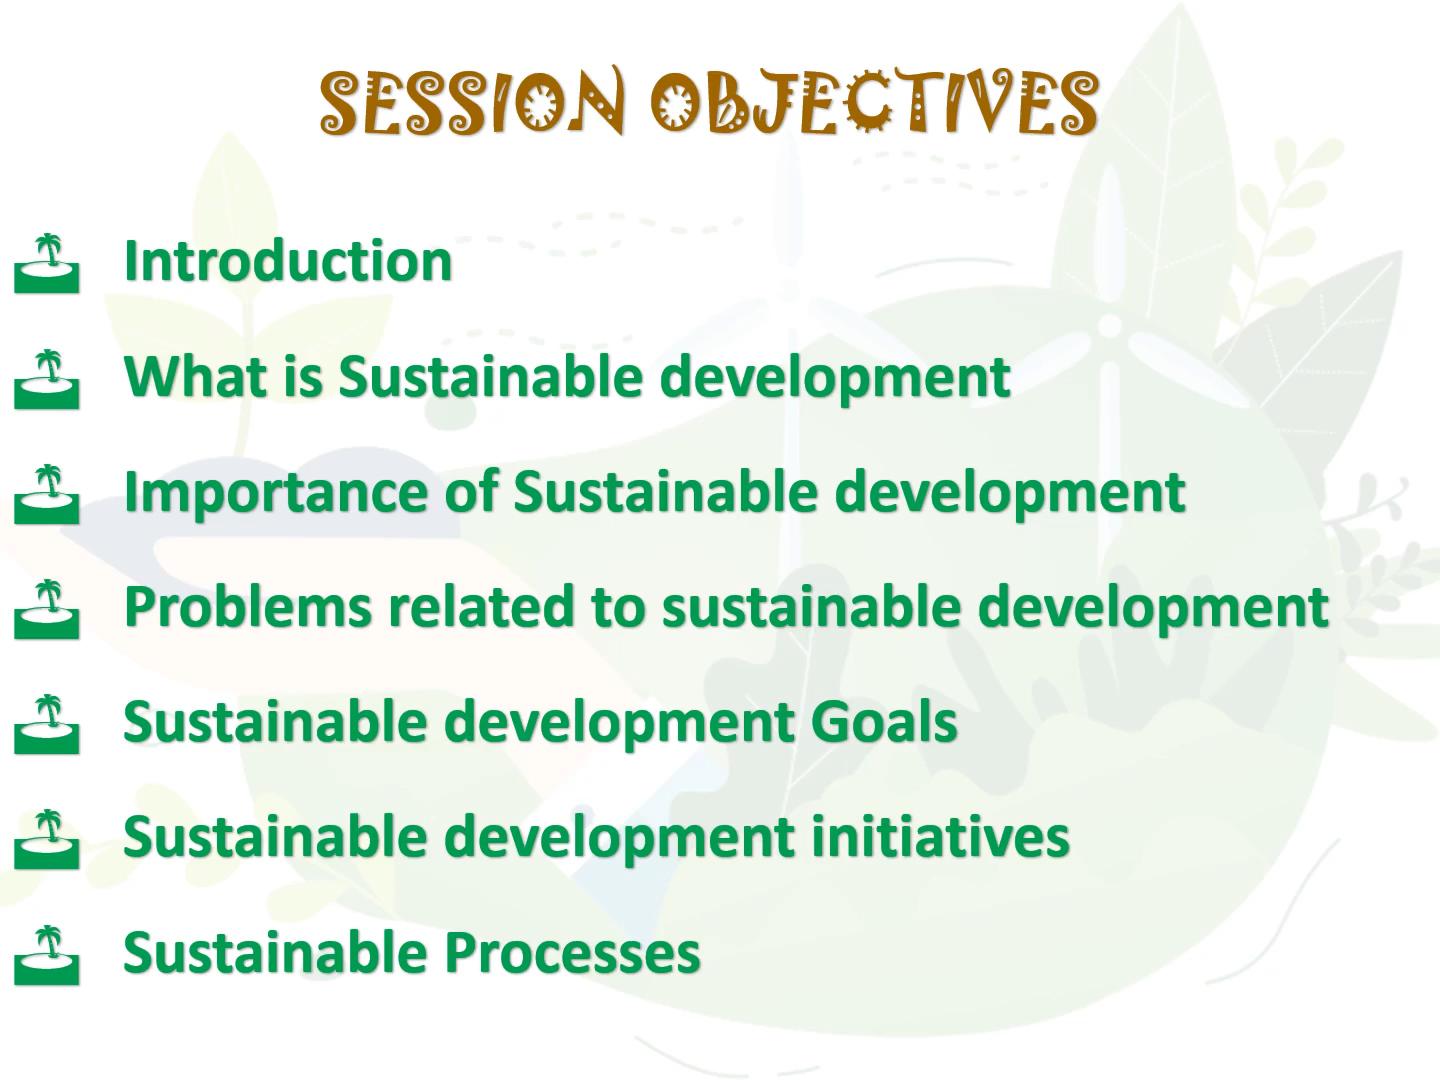 SESSION OBJECTIVES
Introduction
What is Sustainable development
Importance of Sustainable development
Problems related to sustainable development
Sustainable development Goals
Sustainable development initiatives
Sustainable Processes